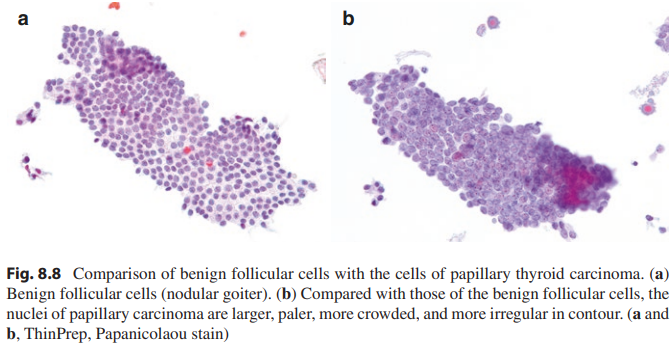 a
b
Fig. 8.8 Comparison of benign follicular cells with the cells of papillary thyroid carcinoma. (a)
Benign follicular cells (nodular goiter). (b) Compared with those of the benign follicular cells, the
nuclei of papillary carcinoma are larger, paler, more crowded, and more irregular in contour. (a and
b, ThinPrep, Papanicolaou stain)